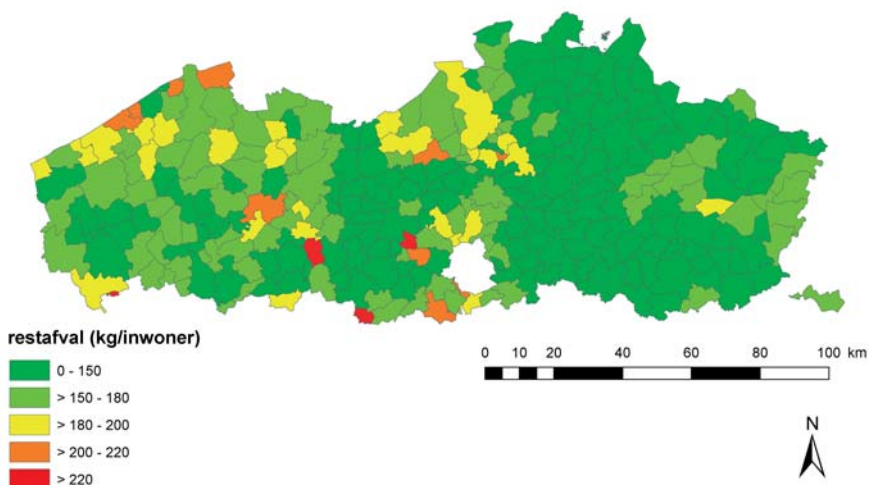 restafval (kg/inwoner)
0 - 150
> 150 - 180
> 180 - 200
> 200 - 220
> 220
0 10 20 40 60 80 100 km
N